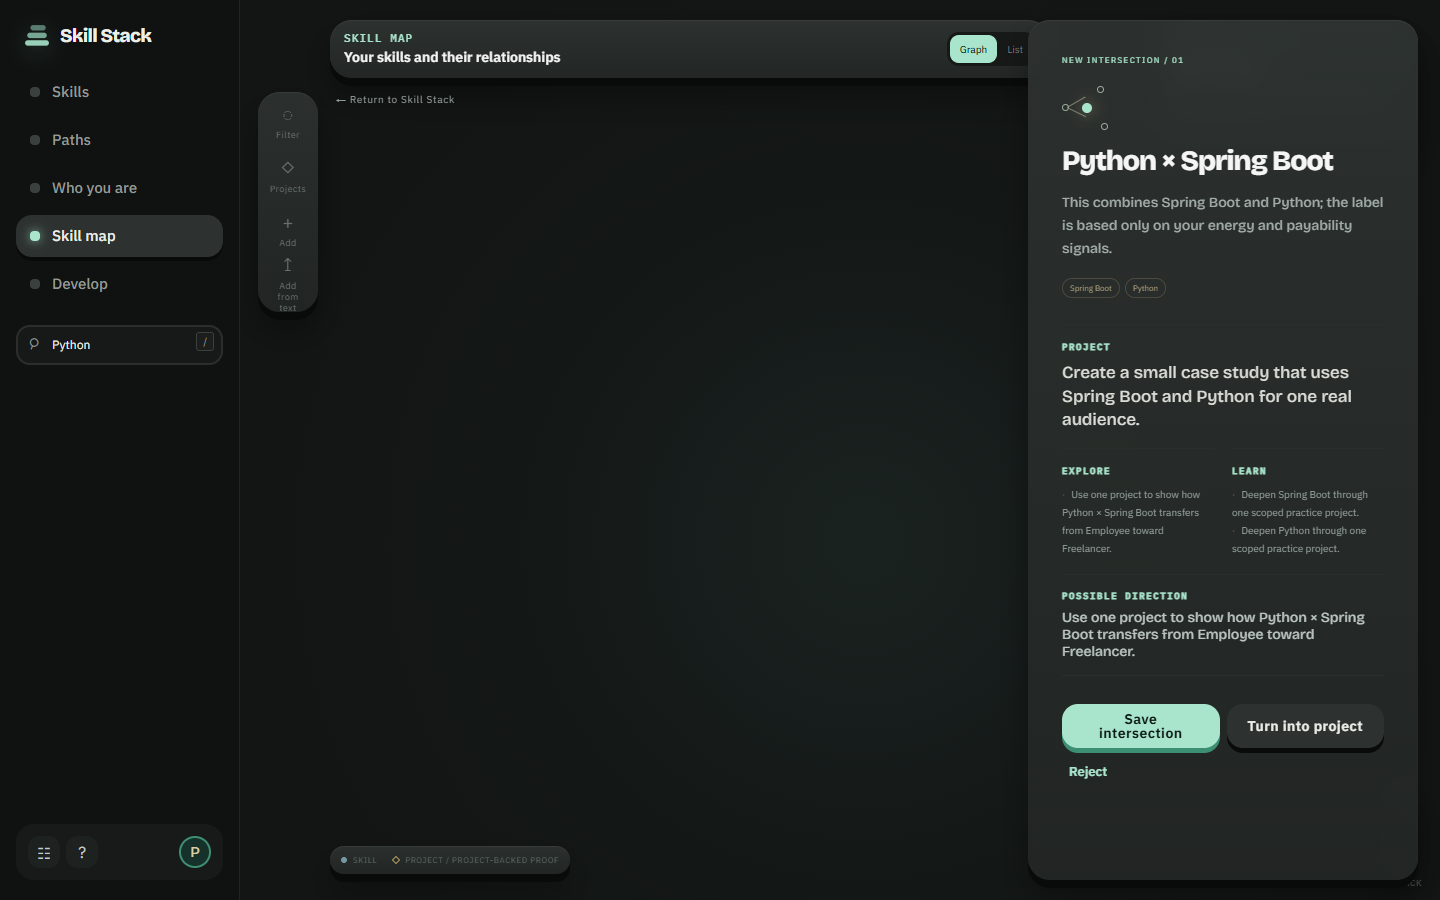 Skill Stack
Skills
Paths
Who you are
Skill map
Develop
Python
/
?
P
SKILL MAP
Your skills and their relationships
Graph
List
← Return to Skill Stack
Filter
Projects
+
Add
Add
from
text
SKILL
PROJECT / PROJECT-BACKED PROOF
NEW INTERSECTION / 01
Python × Spring Boot
This combines Spring Boot and Python; the label
is based only on your energy and payability
signals.
Spring Boot
Python
PROJECT
Create a small case study that uses
Spring Boot and Python for one real
audience.
EXPLORE
· Use one project to show how
Python × Spring Boot transfers
from Employee toward
Freelancer.
LEARN
· Deepen Spring Boot through
one scoped practice project.
· Deepen Python through one
scoped practice project.
POSSIBLE DIRECTION
Use one project to show how Python × Spring
Boot transfers from Employee toward
Freelancer.
Save
intersection
Turn into project
Reject